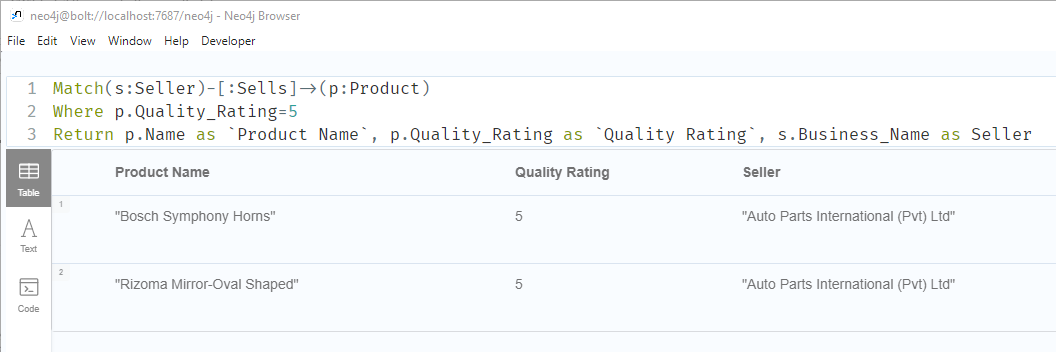 neo4j@bolt://localhost:7687/neo4j - Neo4j Browser
File Edit View Window Help Developer
1 Match(s:Seller)-[:Sells]->(p:Product)
2 Where p.Quality_Rating=5
3 Return p.Name as `Product Name`, p.Quality_Rating as `Quality Rating`, s.Business_Name as Seller
Table
Text
Code
Product Name Quality Rating Seller
1
"Bosch Symphony Horns" 5 "Auto Parts International (Pvt) Ltd"
2
"Rizoma Mirror-Oval Shaped" 5 "Auto Parts International (Pvt) Ltd"